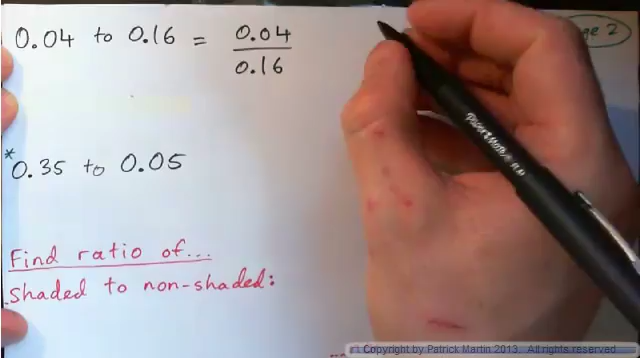 0.04 to 0.16 = 0.04
0.16
ge 2
*0.35 to 0.05
Find ratio of...
shaded to non-shaded:
Copyright by Patrick Martin 2013. All rights reserved